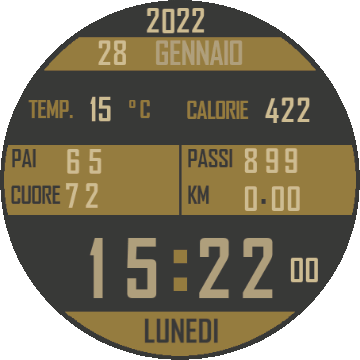 2022
28 GENNAIO
TEMP. 15 °C CALORIE 422
PAI 65 PASSI 899
CUORE 72 KM 0.00
15:22 00
LUNEDI